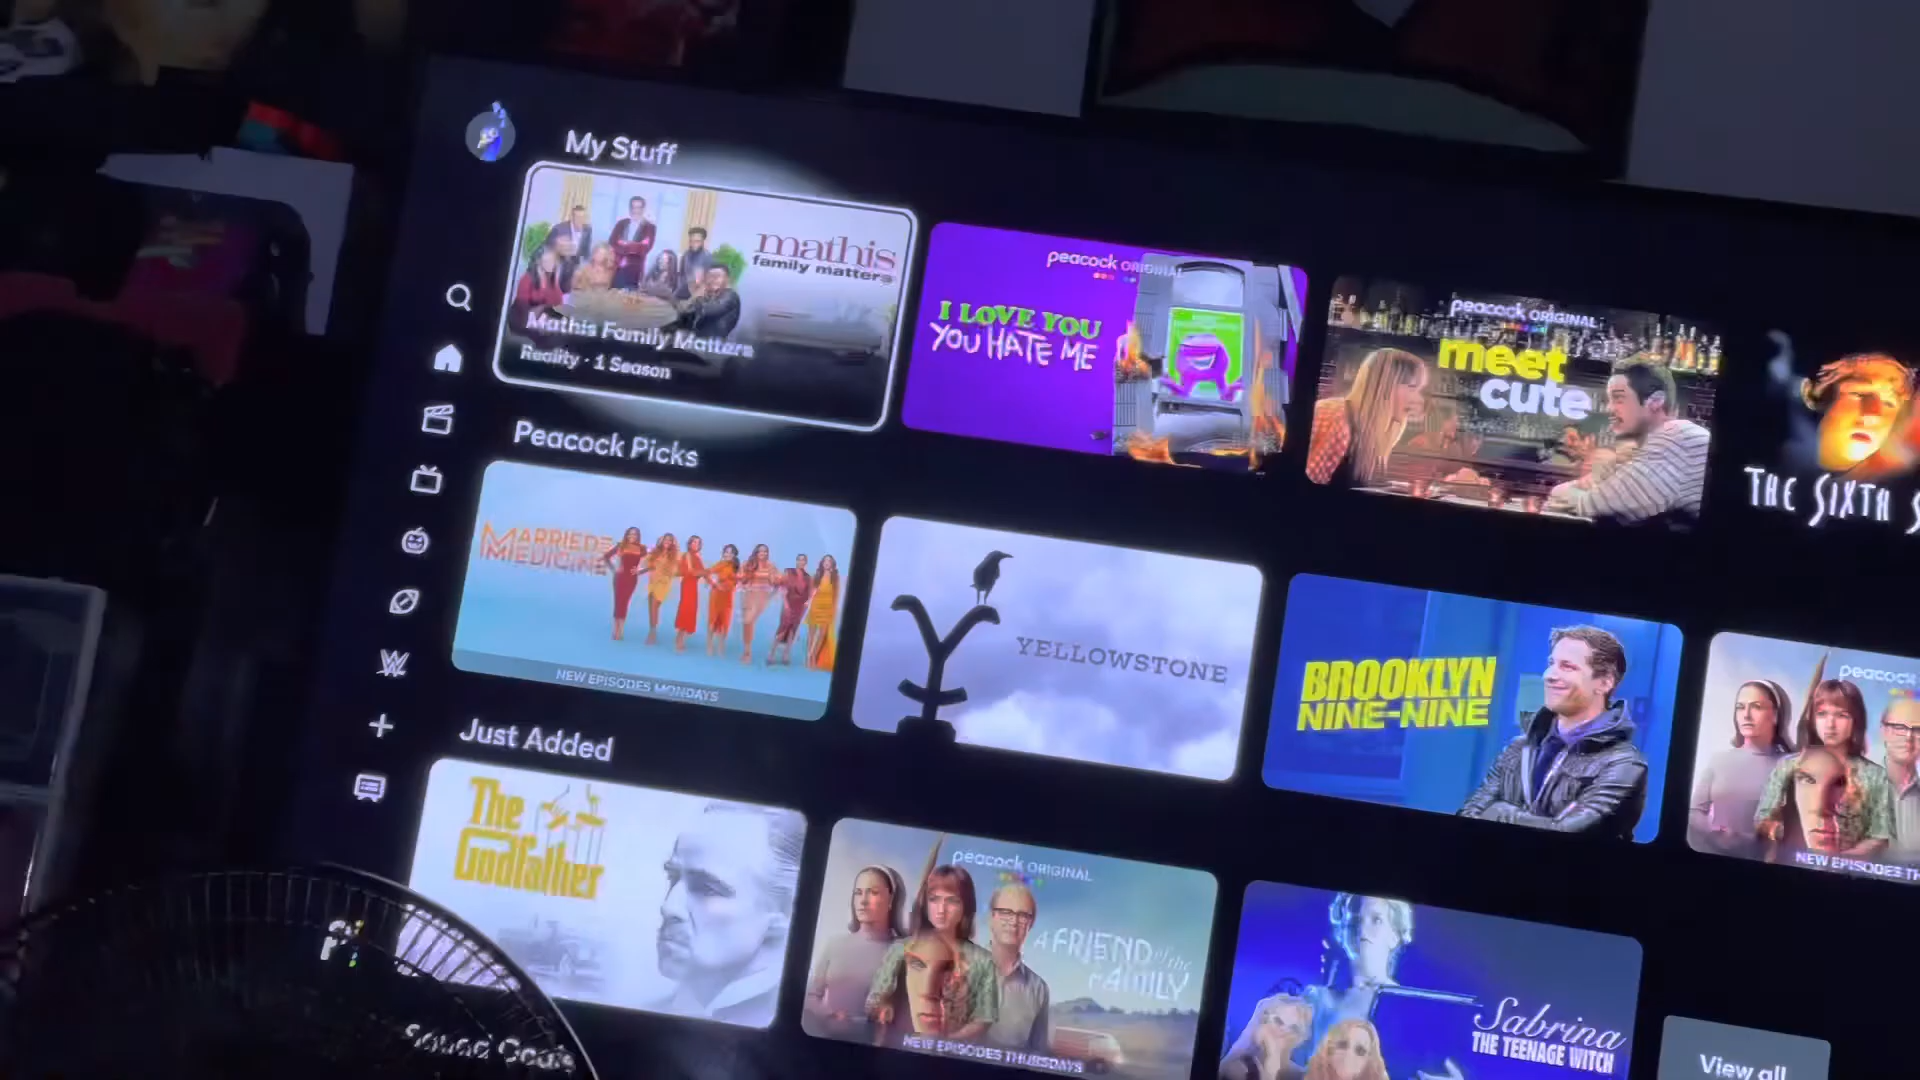 My Stuff
mathis
family matters
Mathis Family Matters
Reality · 1 Season
peacock ORIGINAL
I LOVE YOU
YOU HATE ME
peacock ORIGINAL
meet
cute
THE SIXTH
Peacock Picks
MARRIED
MEDICINE
NEW EPISODES MONDAYS
YELLOWSTONE
BROOKLYN
NINE-NINE
peacock
NEW EPISODES TH
Just Added
The
Godfather
peacock ORIGINAL
A FRIEND of the
FAMILY
NEW EPISODES THURSDAYS
Sabrina
THE TEENAGE WITCH
View all